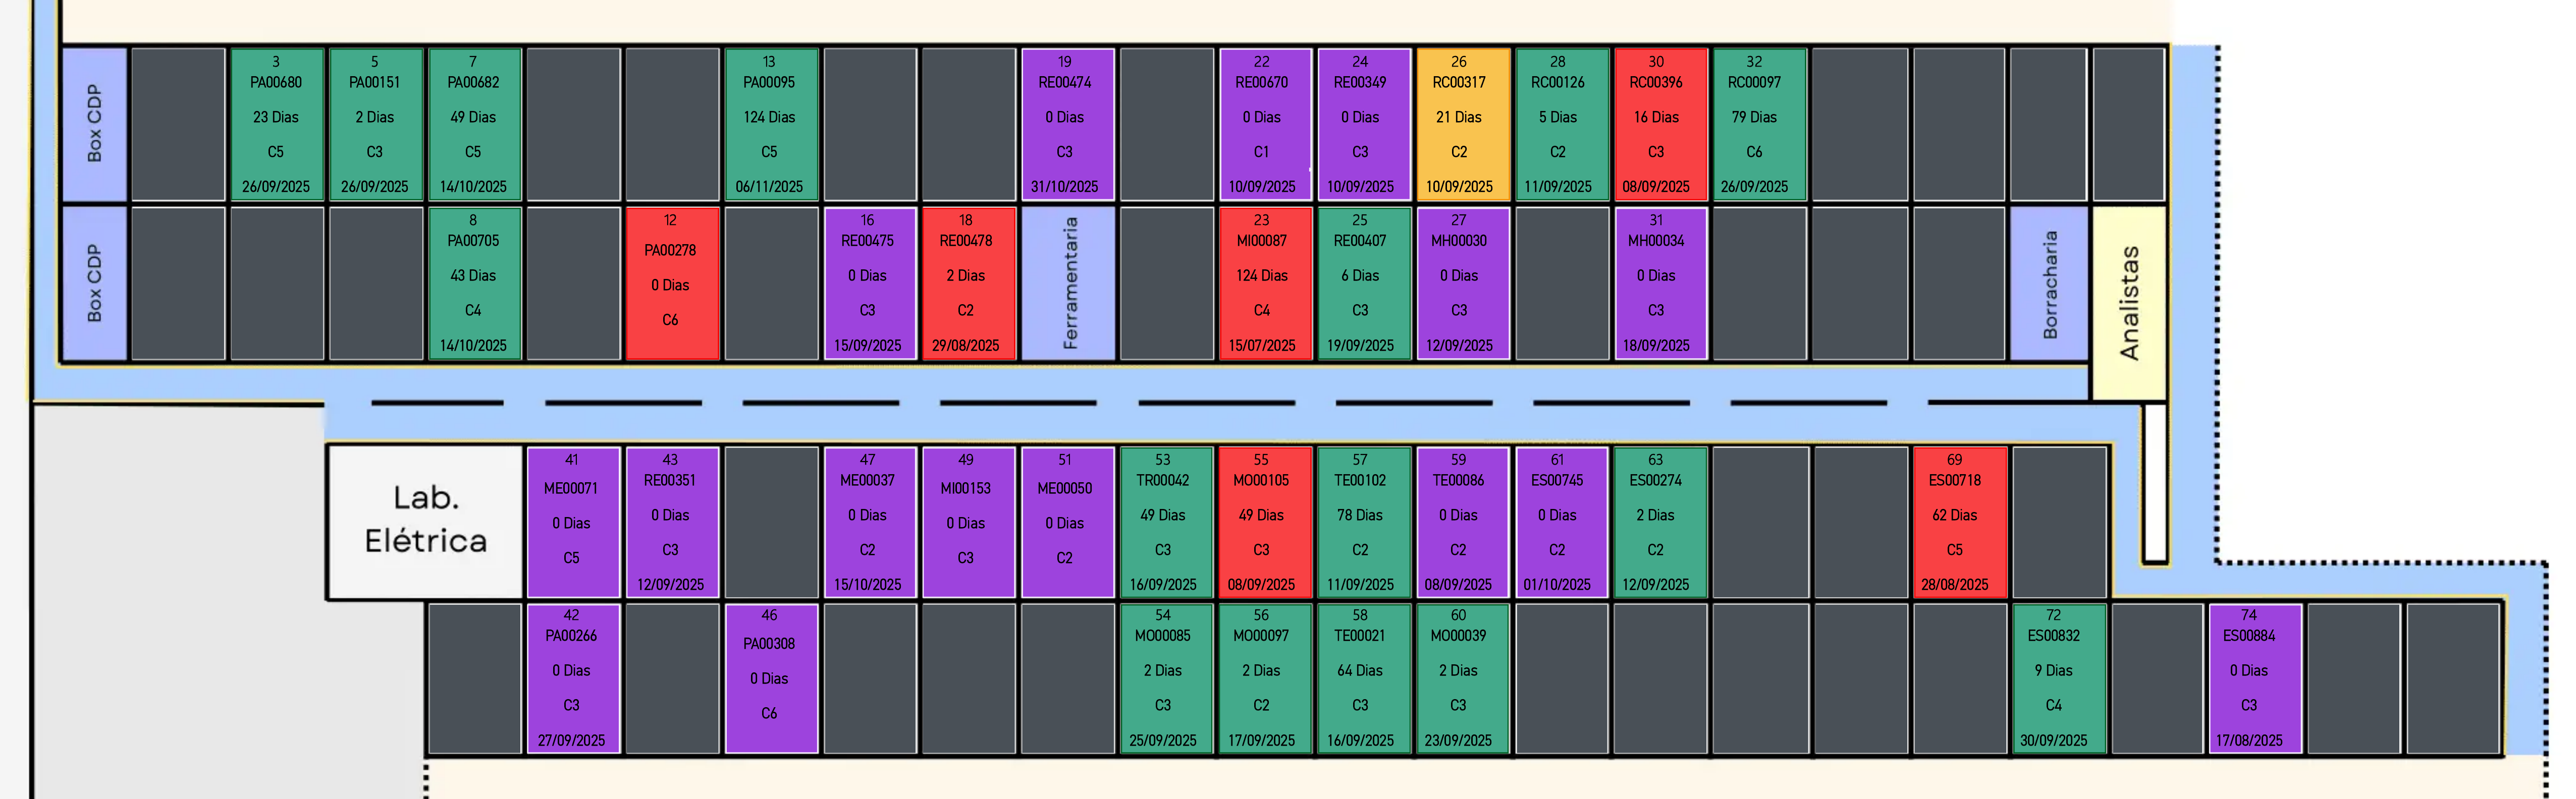 Box CDP
3
PA00680
23 Dias
C5
26/09/2025
5
PA00151
2 Dias
C3
26/09/2025
7
PA00682
49 Dias
C5
14/10/2025
13
PA00095
124 Dias
C5
06/11/2025
19
RE00474
0 Dias
C3
31/10/2025
22
RE00670
0 Dias
C1
10/09/2025
24
RE00349
0 Dias
C3
10/09/2025
26
RC00317
21 Dias
C2
10/09/2025
28
RC00126
5 Dias
C2
11/09/2025
30
RC00396
16 Dias
C3
08/09/2025
32
RC00097
79 Dias
C6
26/09/2025
Box CDP
8
PA00705
43 Dias
C4
14/10/2025
12
PA00278
0 Dias
C6
16
RE00475
0 Dias
C3
15/09/2025
18
RE00478
2 Dias
C2
29/08/2025
Ferramentaria
23
MI00087
124 Dias
C4
15/07/2025
25
RE00407
6 Dias
C3
19/09/2025
27
MH00030
0 Dias
C3
12/09/2025
31
MH00034
0 Dias
C3
18/09/2025
Borracharia
Analistas
Lab.
Elétrica
41
ME00071
0 Dias
C5
43
RE00351
0 Dias
C3
12/09/2025
47
ME00037
0 Dias
C2
15/10/2025
49
MI00153
0 Dias
C3
51
ME00050
0 Dias
C2
53
TR00042
49 Dias
C3
16/09/2025
55
MO00105
49 Dias
C3
08/09/2025
57
TE00102
78 Dias
C2
11/09/2025
59
TE00086
0 Dias
C2
08/09/2025
61
ES00745
0 Dias
C2
01/10/2025
63
ES00274
2 Dias
C2
12/09/2025
69
ES00718
62 Dias
C5
28/08/2025
42
PA00266
0 Dias
C3
27/09/2025
46
PA00308
0 Dias
C6
54
MO00085
2 Dias
C3
25/09/2025
56
MO00097
2 Dias
C2
17/09/2025
58
TE00021
64 Dias
C3
16/09/2025
60
MO00039
2 Dias
C3
23/09/2025
72
ES00832
9 Dias
C4
30/09/2025
74
ES00884
0 Dias
C3
17/08/2025